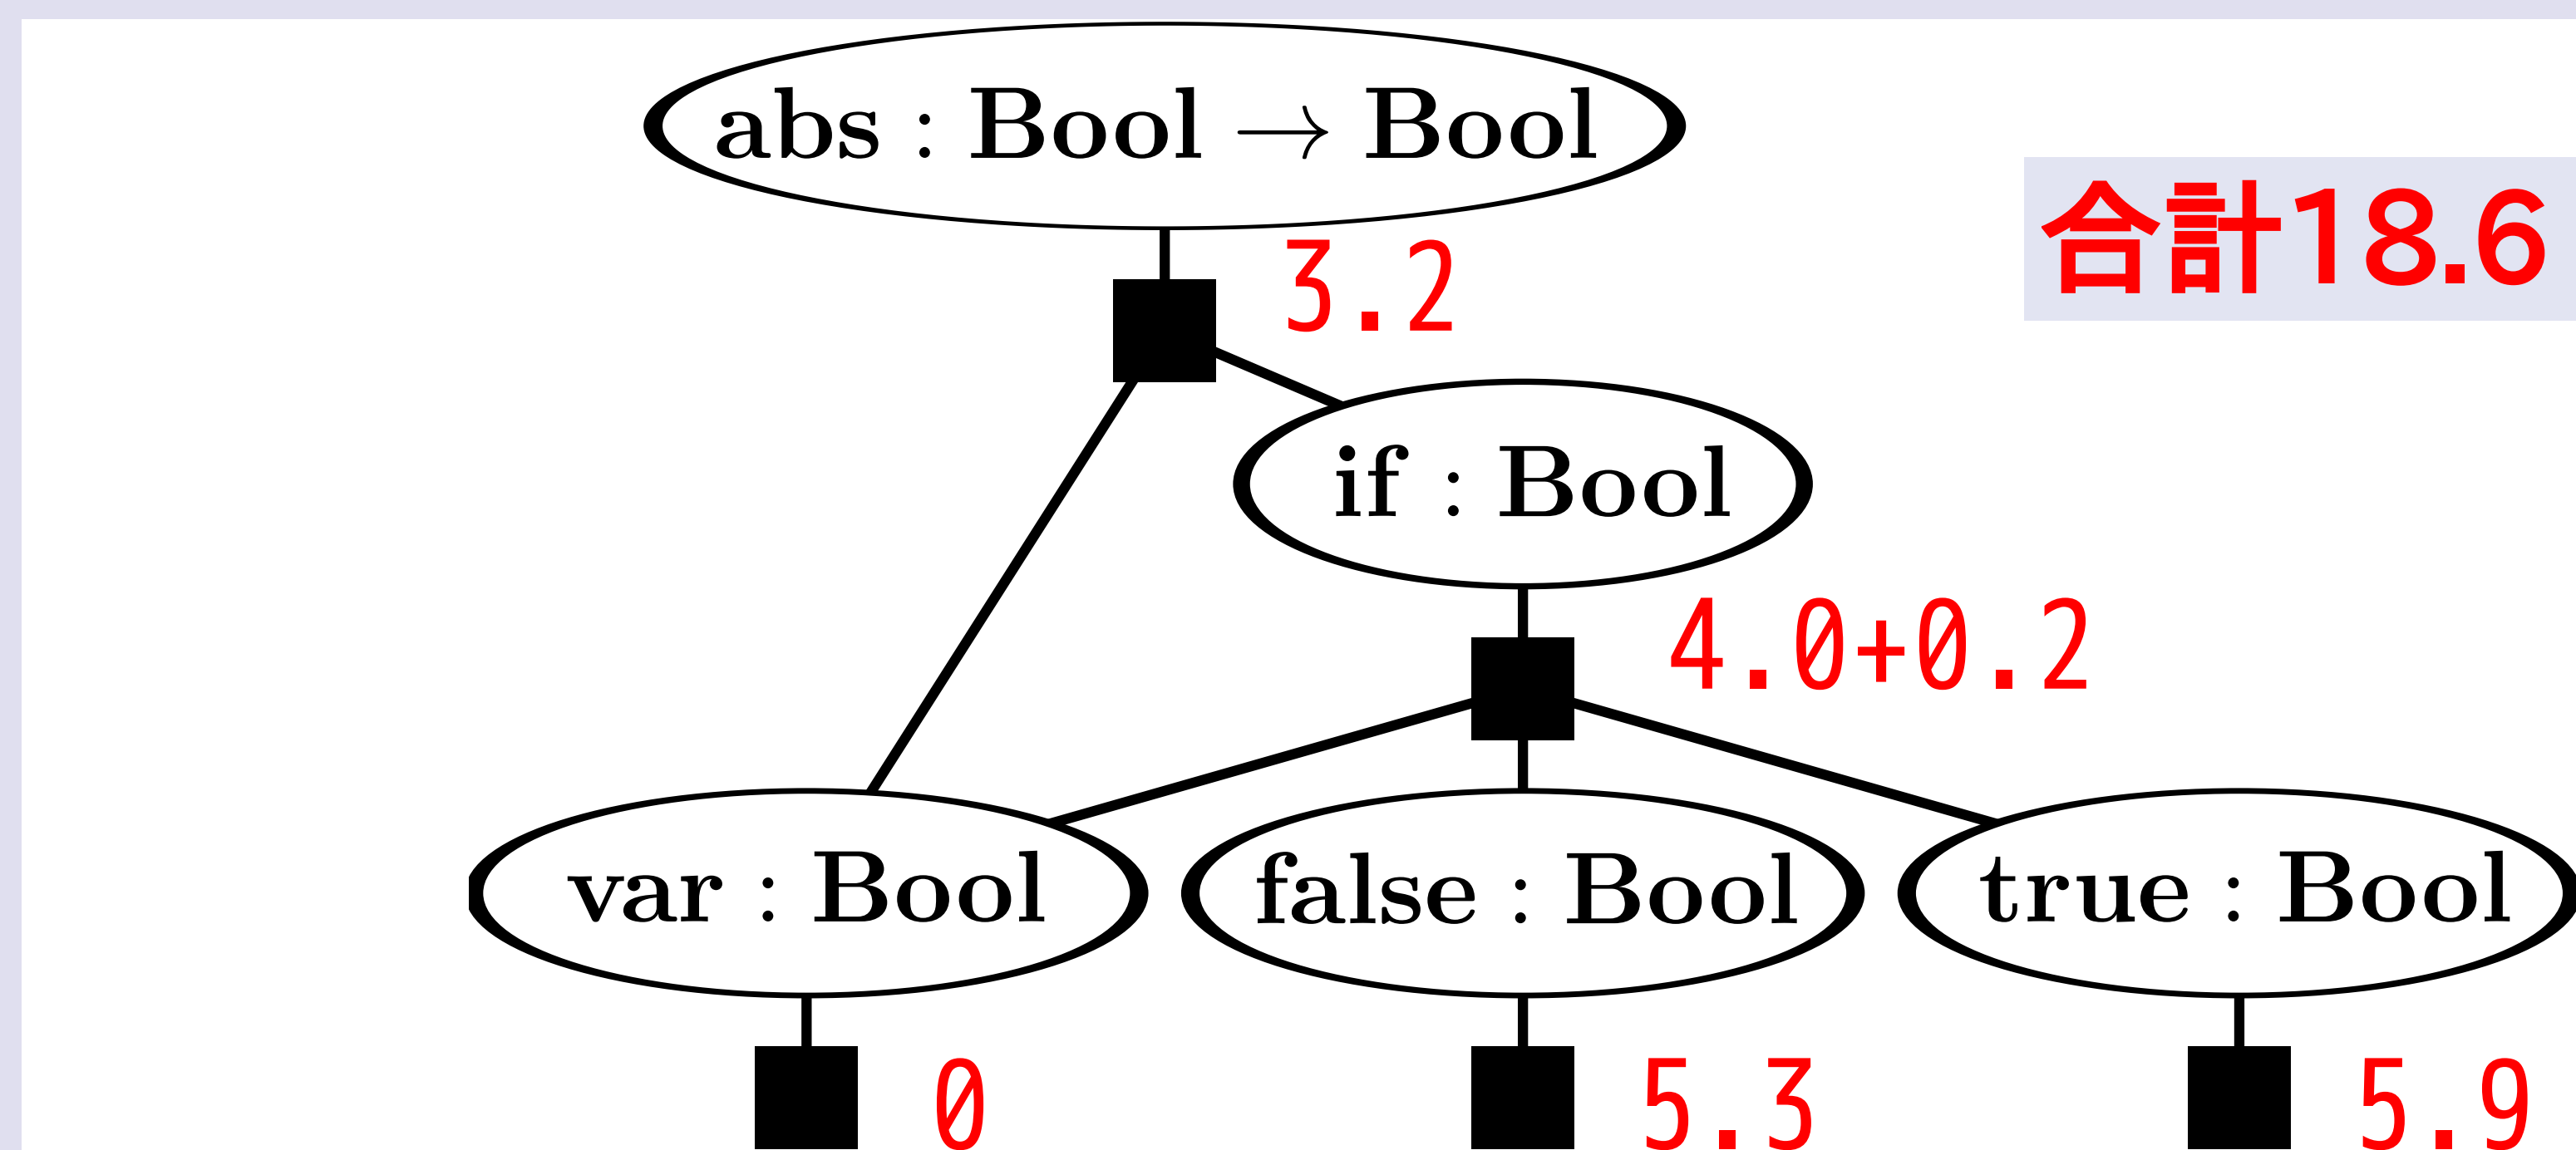 abs : Bool → Bool
合計18.6
3.2
if : Bool
4.0+0.2
var : Bool
false : Bool
true : Bool
0
5.3
5.9